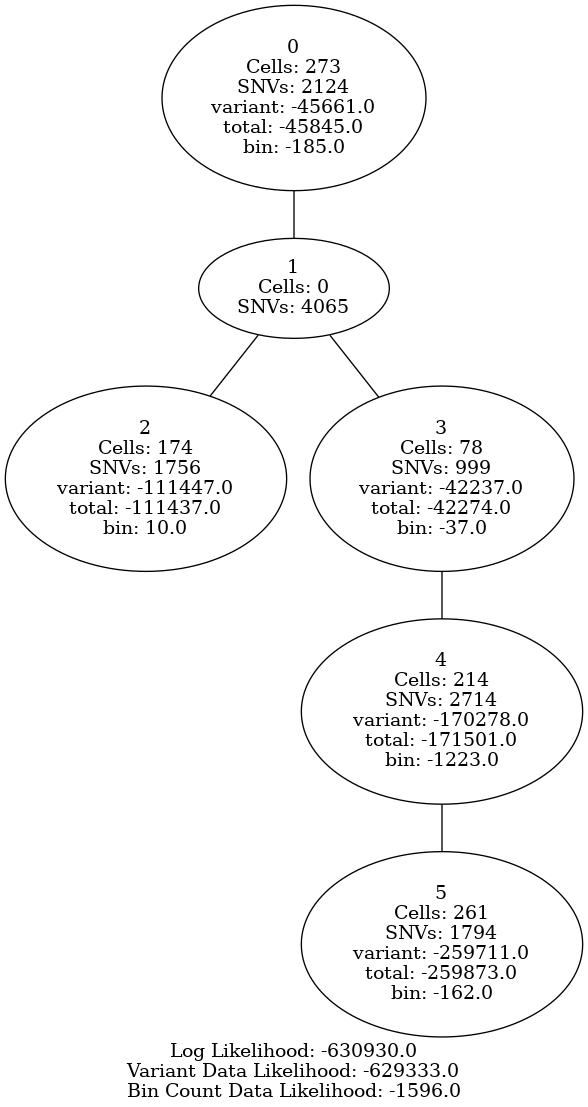 0
Cells: 273
SNVs: 2124
variant: -45661.0
total: -45845.0
bin: -185.0
1
Cells: 0
SNVs: 4065
2
Cells: 174
SNVs: 1756
variant: -111447.0
total: -111437.0
bin: 10.0
3
Cells: 78
SNVs: 999
variant: -42237.0
total: -42274.0
bin: -37.0
4
Cells: 214
SNVs: 2714
variant: -170278.0
total: -171501.0
bin: -1223.0
5
Cells: 261
SNVs: 1794
variant: -259711.0
total: -259873.0
bin: -162.0
Log Likelihood: -630930.0
Variant Data Likelihood: -629333.0
Bin Count Data Likelihood: -1596.0